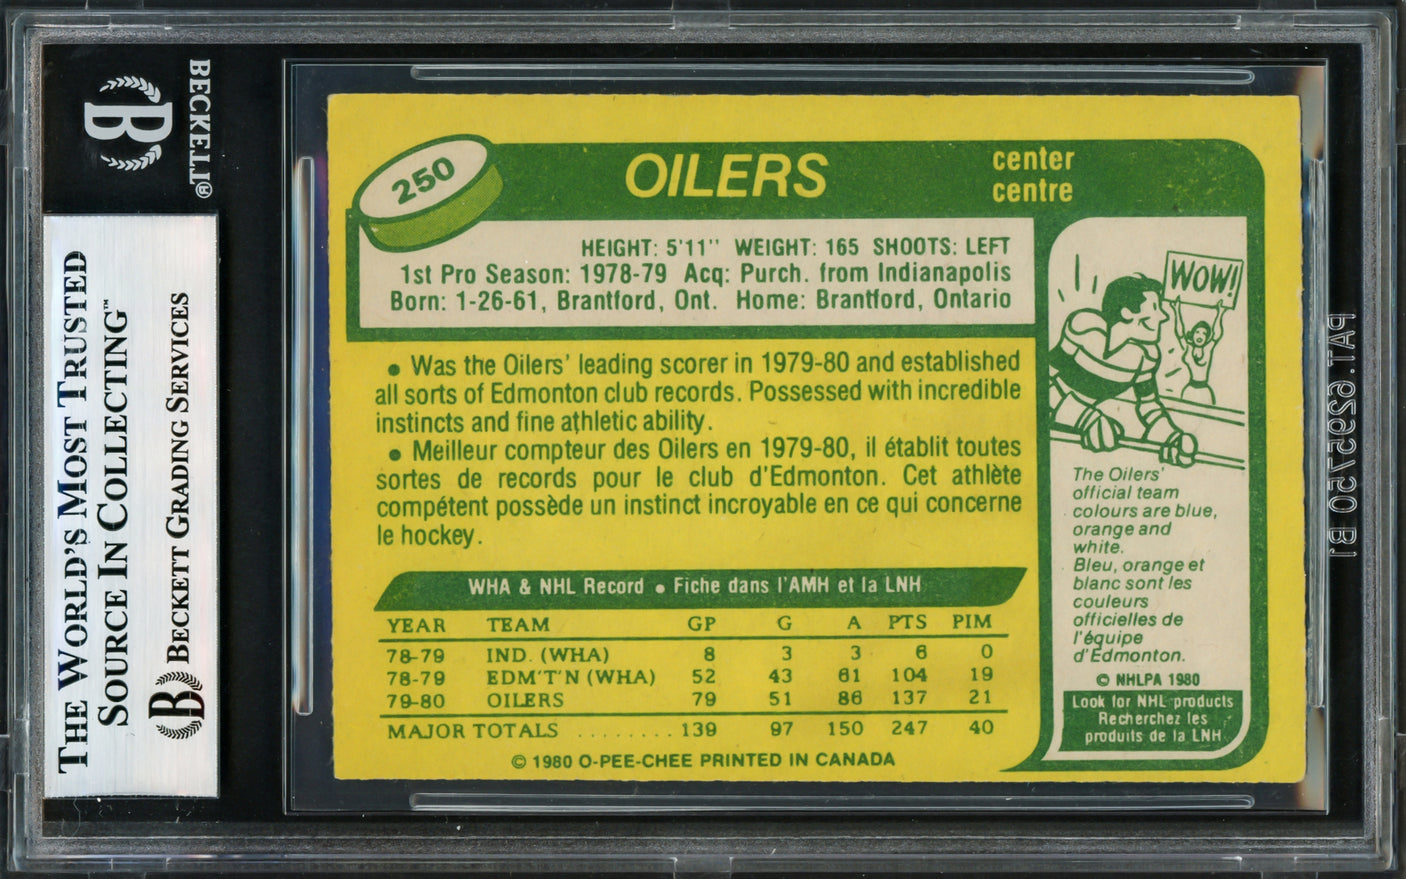 BECKETT®
B
THE WORLD'S MOST TRUSTED
SOURCE IN COLLECTING™
B BECKETT GRADING SERVICES
250
OILERS
center
centre
HEIGHT: 5'11'' WEIGHT: 165 SHOOTS: LEFT
1st Pro Season: 1978-79 Acq: Purch. from Indianapolis
Born: 1-26-61, Brantford, Ont. Home: Brantford, Ontario
• Was the Oilers' leading scorer in 1979-80 and established
all sorts of Edmonton club records. Possessed with incredible
instincts and fine athletic ability.
• Meilleur compteur des Oilers en 1979-80, il établit toutes
sortes de records pour le club d'Edmonton. Cet athlète
compétent possède un instinct incroyable en ce qui concerne
le hockey.
WHA & NHL Record • Fiche dans l'AMH et la LNH
YEAR TEAM GP G A PTS PIM
78-79 IND. (WHA) 8 3 3 6 0
78-79 EDM'T'N (WHA) 52 43 61 104 19
79-80 OILERS 79 51 86 137 21
MAJOR TOTALS ......... 139 97 150 247 40
© 1980 O-PEE-CHEE PRINTED IN CANADA
WOW!
The Oilers'
official team
colours are blue,
orange and
white.
Bleu, orange et
blanc sont les
couleurs
officielles de
l'équipe
d'Edmonton.
© NHLPA 1980
Look for NHL products
Recherchez les
produits de la LNH